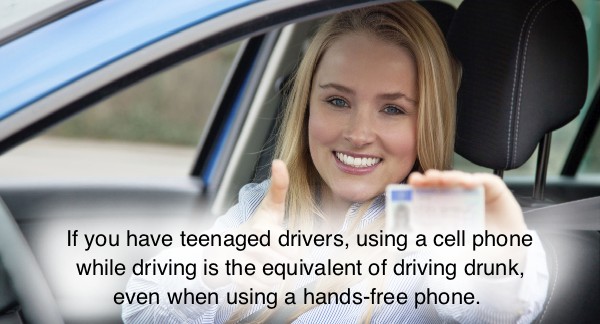 If you have teenaged drivers, using a cell phone
while driving is the equivalent of driving drunk,
even when using a hands-free phone.